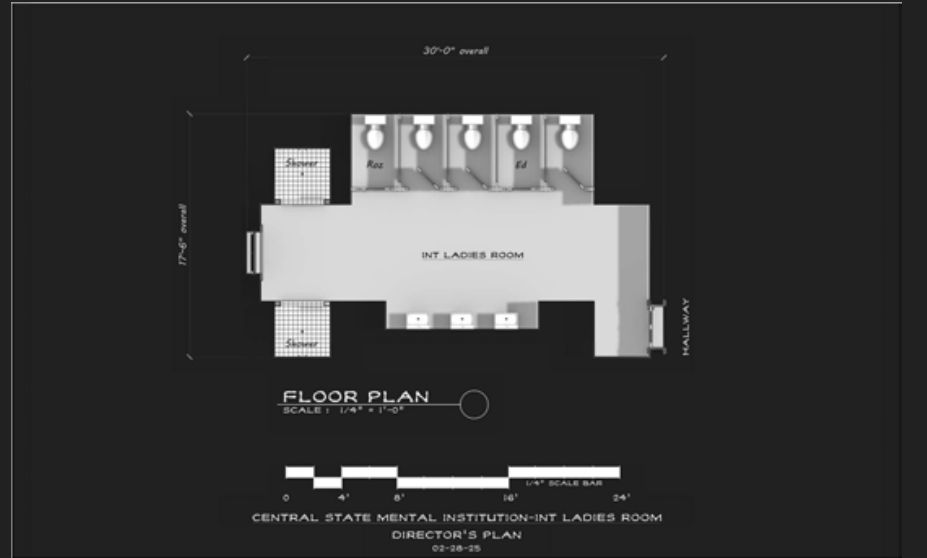 30'-0" overall
Roz
Ed
Shower
17'-6" overall
INT LADIES ROOM
HALLWAY
Shower
FLOOR PLAN
SCALE : 1/4" = 1'-0"
1/4" SCALE BAR
0 4' 8' 16' 24'
CENTRAL STATE MENTAL INSTITUTION-INT LADIES ROOM
DIRECTOR'S PLAN
02-28-25